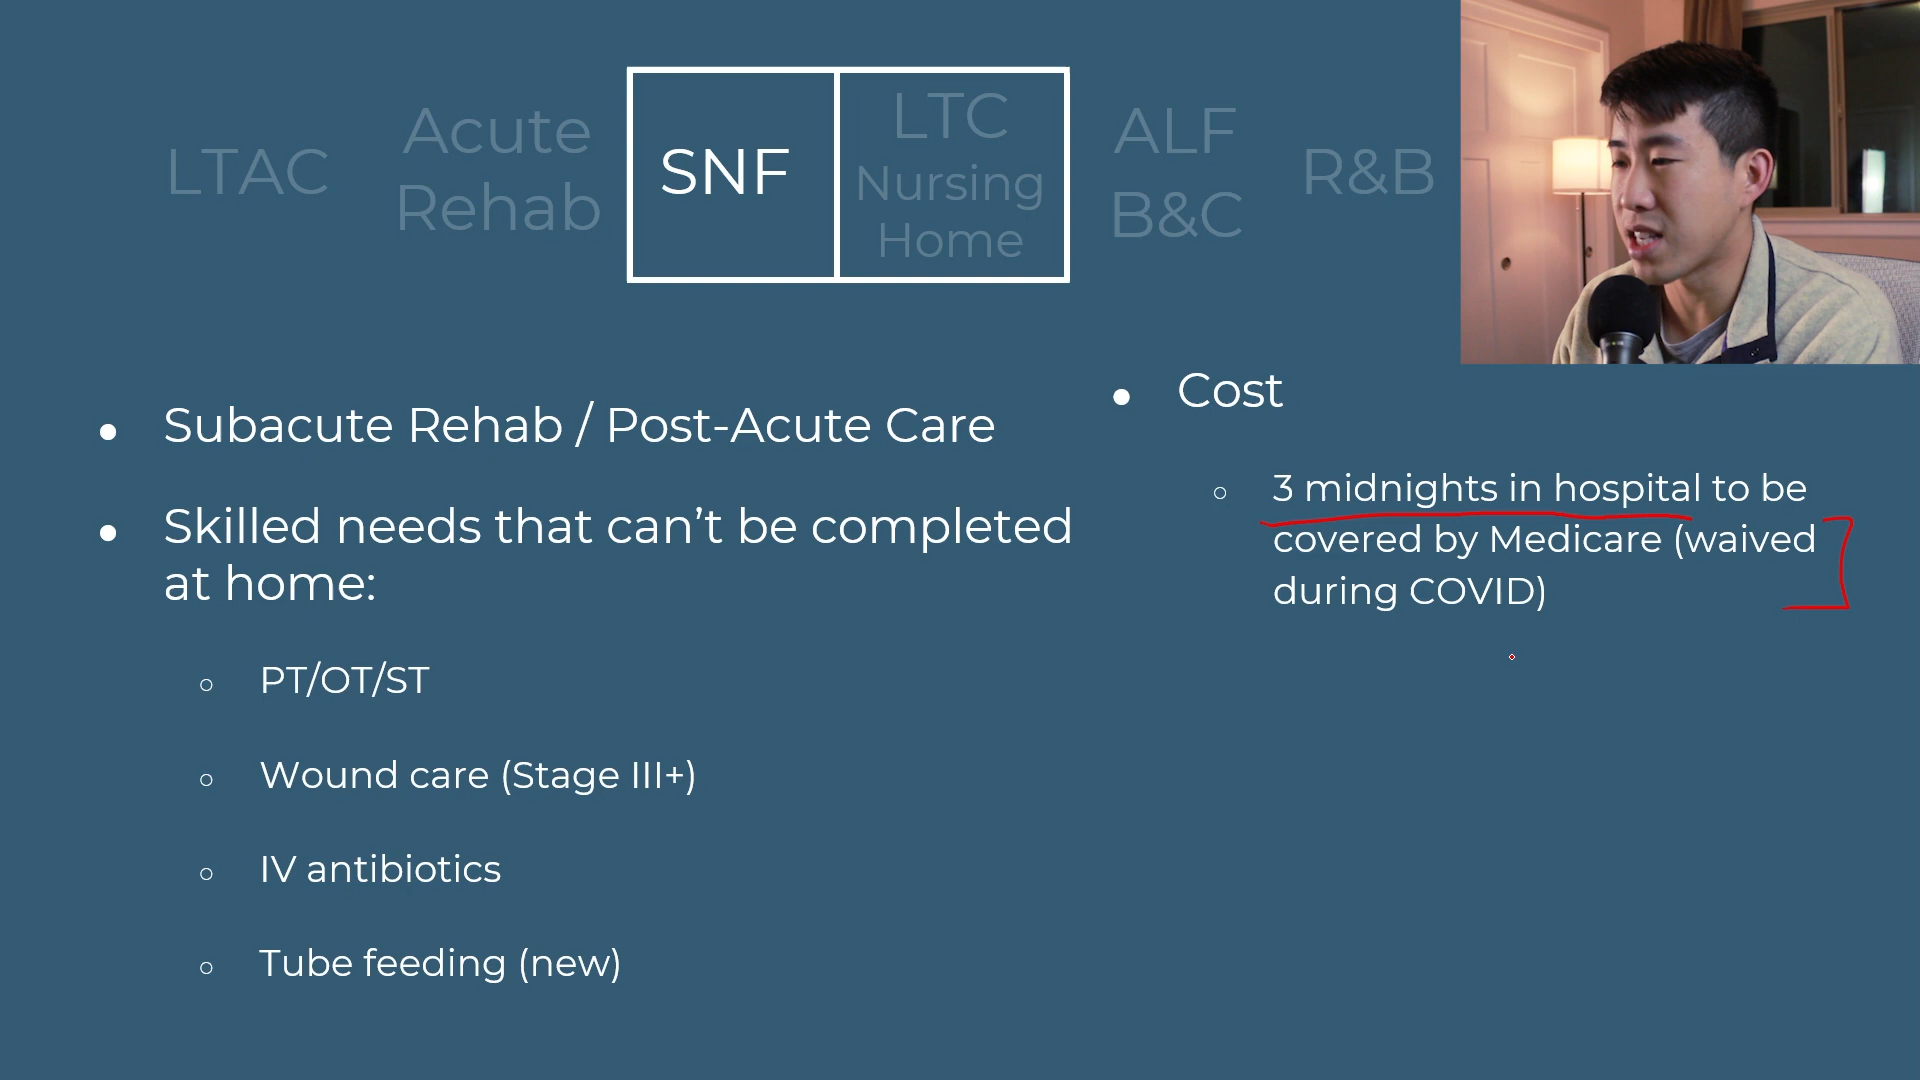 LTAC
Acute
Rehab
SNF
LTC
Nursing
Home
ALF
B&C
R&B
• Subacute Rehab / Post-Acute Care
• Skilled needs that can’t be completed
at home:
○ PT/OT/ST
○ Wound care (Stage III+)
○ IV antibiotics
○ Tube feeding (new)
• Cost
○ 3 midnights in hospital to be
covered by Medicare (waived
during COVID)